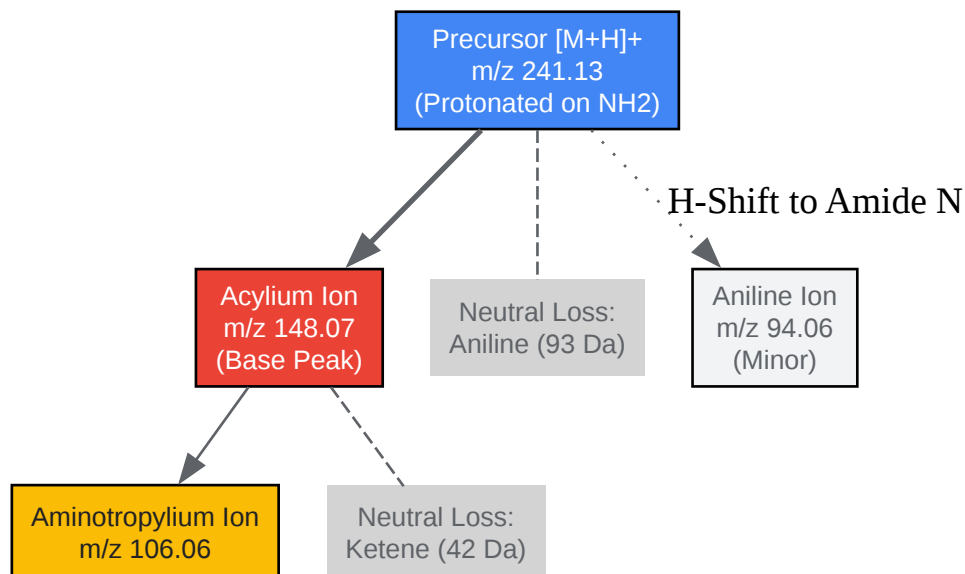 Precursor [M+H]+
m/z 241.13
(Protonated on NH2)
H-Shift to Amide N
Acylium Ion
m/z 148.07
(Base Peak)
Neutral Loss:
Aniline (93 Da)
Aniline Ion
m/z 94.06
(Minor)
Aminotropylium Ion
m/z 106.06
Neutral Loss:
Ketene (42 Da)